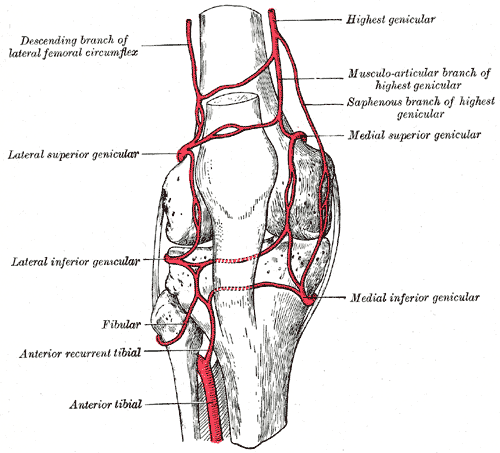 Highest genicular
Descending branch of
lateral femoral circumflex
Musculo-articular branch of
highest genicular
Saphenous branch of highest
genicular
Medial superior genicular
Lateral superior genicular
Lateral inferior genicular
Medial inferior genicular
Fibular
Anterior recurrent tibial
Anterior tibial